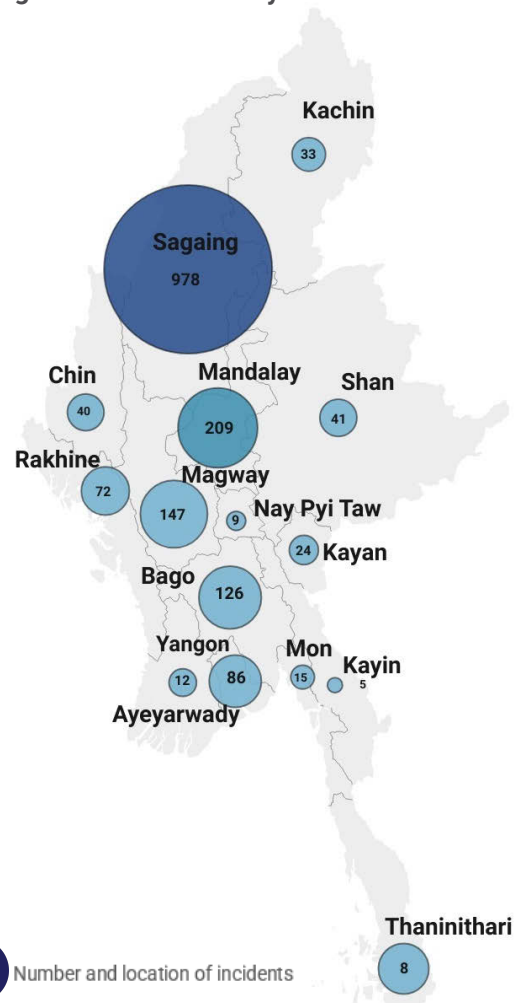 Kachin
33
Sagaing
978
Chin
40
Mandalay
209
Shan
41
Rakhine
72
Magway
147
Nay Pyi Taw
9
24
Kayan
Bago
126
Yangon
86
Mon
15
Kayin
5
12
Ayeyarwady
Thaninithari
8
Number and location of incidents